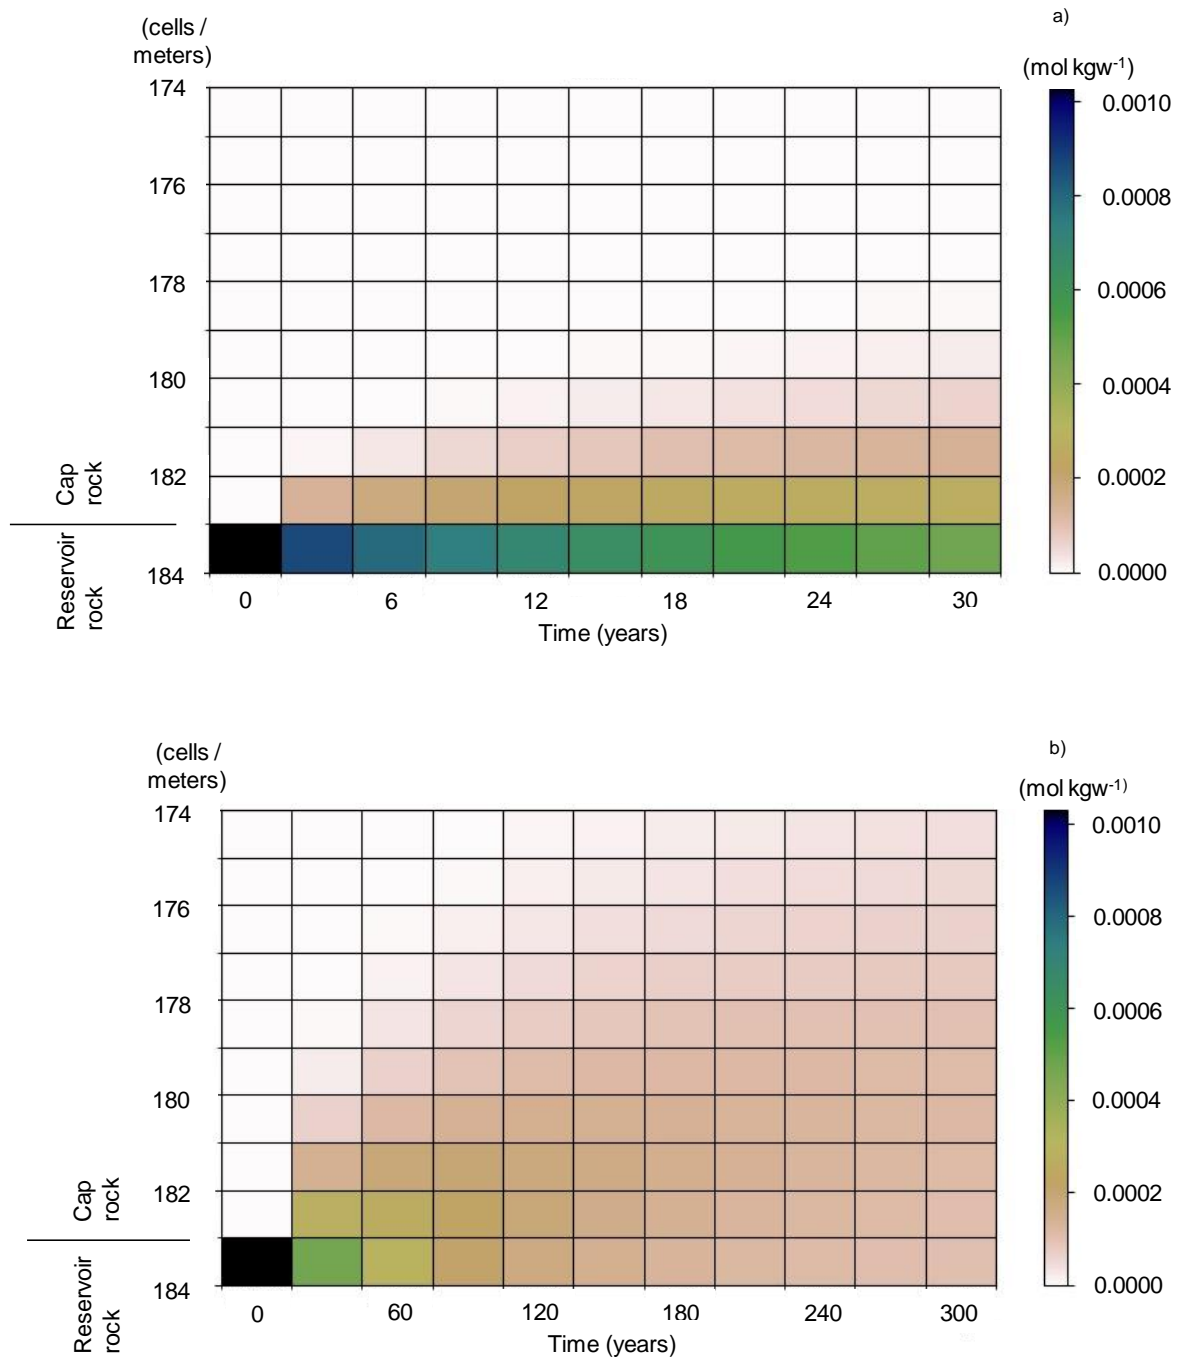 a)
(cells /
meters)
(mol kgw-1)
174
176
178
180
182
184
Cap
rock
Reservoir
rock
0 6 12 18 24 30
Time (years)
0.0010
0.0008
0.0006
0.0004
0.0002
0.0000
b)
(cells /
meters)
(mol kgw-1)
174
176
178
180
182
184
Cap
rock
Reservoir
rock
0 60 120 180 240 300
Time (years)
0.0010
0.0008
0.0006
0.0004
0.0002
0.0000